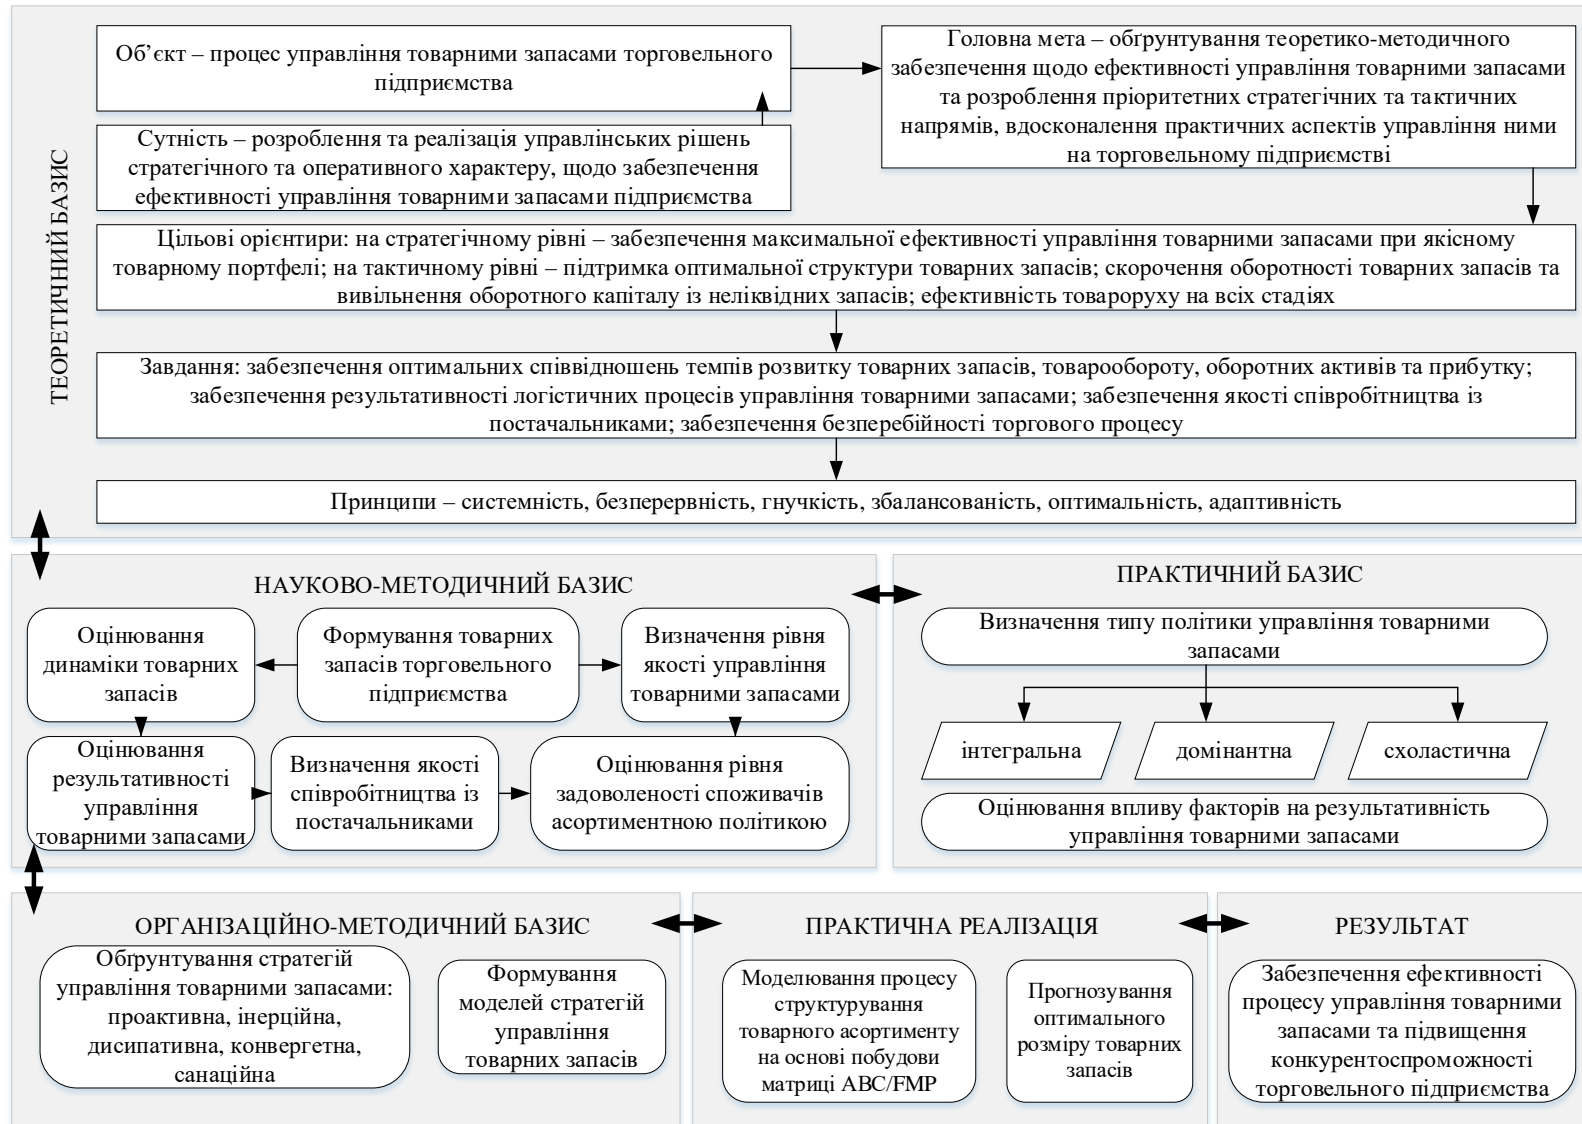 ТЕОРЕТИЧНИЙ БАЗИС
Об’єкт – процес управління товарними запасами торговельного
підприємства
Сутність – розроблення та реалізація управлінських рішень
стратегічного та оперативного характеру, щодо забезпечення
ефективності управління товарними запасами підприємства
Головна мета – обґрунтування теоретико-методичного
забезпечення щодо ефективності управління товарними запасами
та розроблення пріоритетних стратегічних та тактичних
напрямів, вдосконалення практичних аспектів управління ними
на торговельному підприємстві
Цільові орієнтири: на стратегічному рівні – забезпечення максимальної ефективності управління товарними запасами при якісному
товарному портфелі; на тактичному рівні – підтримка оптимальної структури товарних запасів; скорочення оборотності товарних запасів та
вивільнення оборотного капіталу із неліквідних запасів; ефективність товароруху на всіх стадіях
Завдання: забезпечення оптимальних співвідношень темпів розвитку товарних запасів, товарообороту, оборотних активів та прибутку;
забезпечення результативності логістичних процесів управління товарними запасами; забезпечення якості співробітництва із
постачальниками; забезпечення безперебійності торгового процесу
Принципи – системність, безперервність, гнучкість, збалансованість, оптимальність, адаптивність
НАУКОВО-МЕТОДИЧНИЙ БАЗИС
Оцінювання
динаміки товарних
запасів
Формування товарних
запасів торговельного
підприємства
Визначення рівня
якості управління
товарними запасами
Оцінювання
результативності
управління
товарними запасами
Визначення якості
співробітництва із
постачальниками
Оцінювання рівня
задоволеності споживачів
асортиментною політикою
ПРАКТИЧНИЙ БАЗИС
Визначення типу політики управління товарними
запасами
інтегральна
домінантна
схоластична
Оцінювання впливу факторів на результативність
управління товарними запасами
ОРГАНІЗАЦІЙНО-МЕТОДИЧНИЙ БАЗИС
Обґрунтування стратегій
управління товарними запасами:
проактивна, інерційна,
дисипативна, конвергетна,
санаційна
Формування
моделей стратегій
управління
товарних запасів
ПРАКТИЧНА РЕАЛІЗАЦІЯ
Моделювання процесу
структурування
товарного асортименту
на основі побудови
матриці ABC/FMP
Прогнозування
оптимального
розміру товарних
запасів
РЕЗУЛЬТАТ
Забезпечення ефективності
процесу управління товарними
запасами та підвищення
конкурентоспроможності
торговельного підприємства